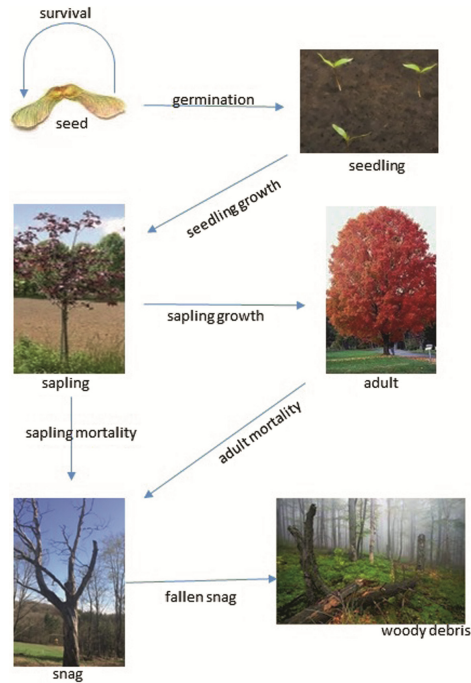 survival
germination
seed
seedling
seedling growth
sapling growth
sapling
adult
sapling mortality
adult mortality
fallen snag
woody debris
snag